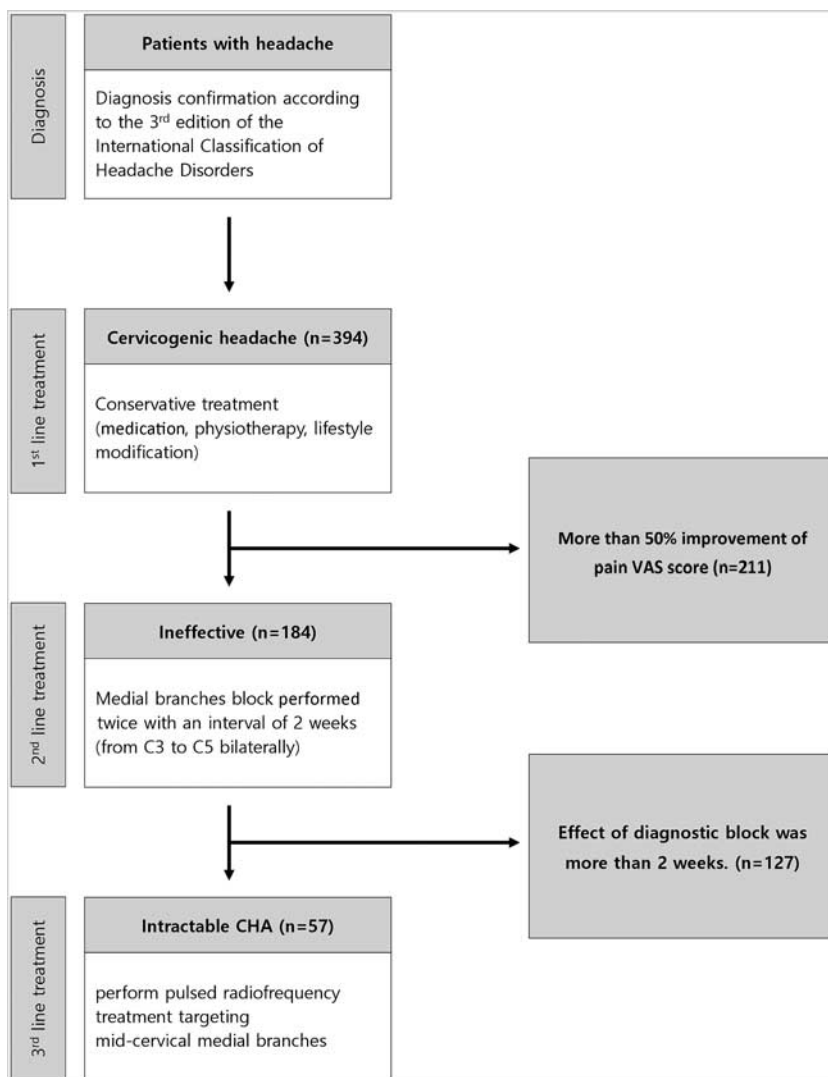 Diagnosis
Patients with headache
Diagnosis confirmation according
to the 3rd edition of the
International Classification of
Headache Disorders
1st line treatment
Cervicogenic headache (n=394)
Conservative treatment
(medication, physiotherapy, lifestyle
modification)
More than 50% improvement of
pain VAS score (n=211)
2nd line treatment
Ineffective (n=184)
Medial branches block performed
twice with an interval of 2 weeks
(from C3 to C5 bilaterally)
Effect of diagnostic block was
more than 2 weeks. (n=127)
3rd line treatment
Intractable CHA (n=57)
perform pulsed radiofrequency
treatment targeting
mid-cervical medial branches